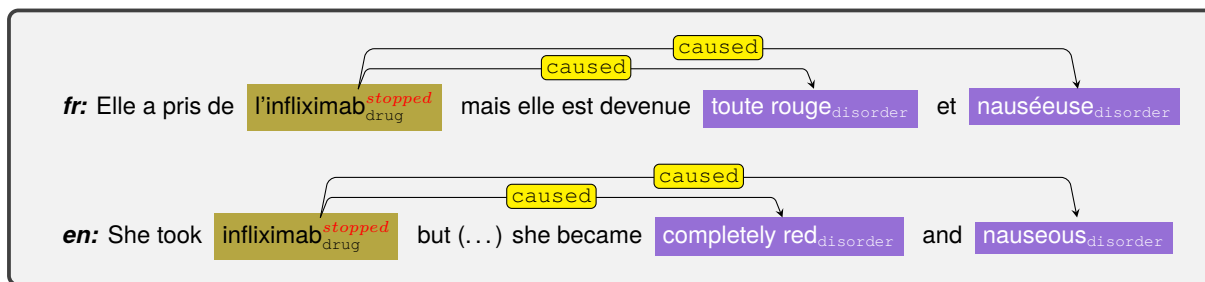 caused
caused
fr: Elle a pris de l'infliximab stopped drug mais elle est devenue toute rouge disorder et nauséeuse disorder
caused
caused
en: She took infliximab stopped drug but (...) she became completely red disorder and nauseous disorder